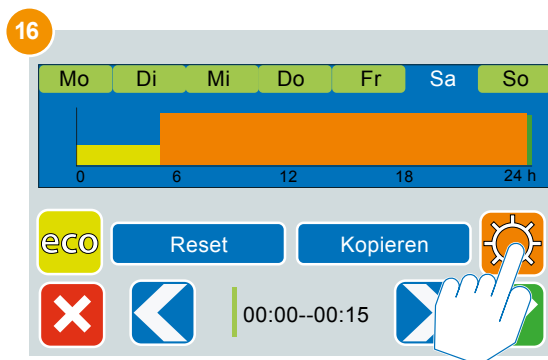 16
Mo Di Mi Do Fr Sa So
0 6 12 18 24 h
eco Reset Kopieren
00:00--00:15